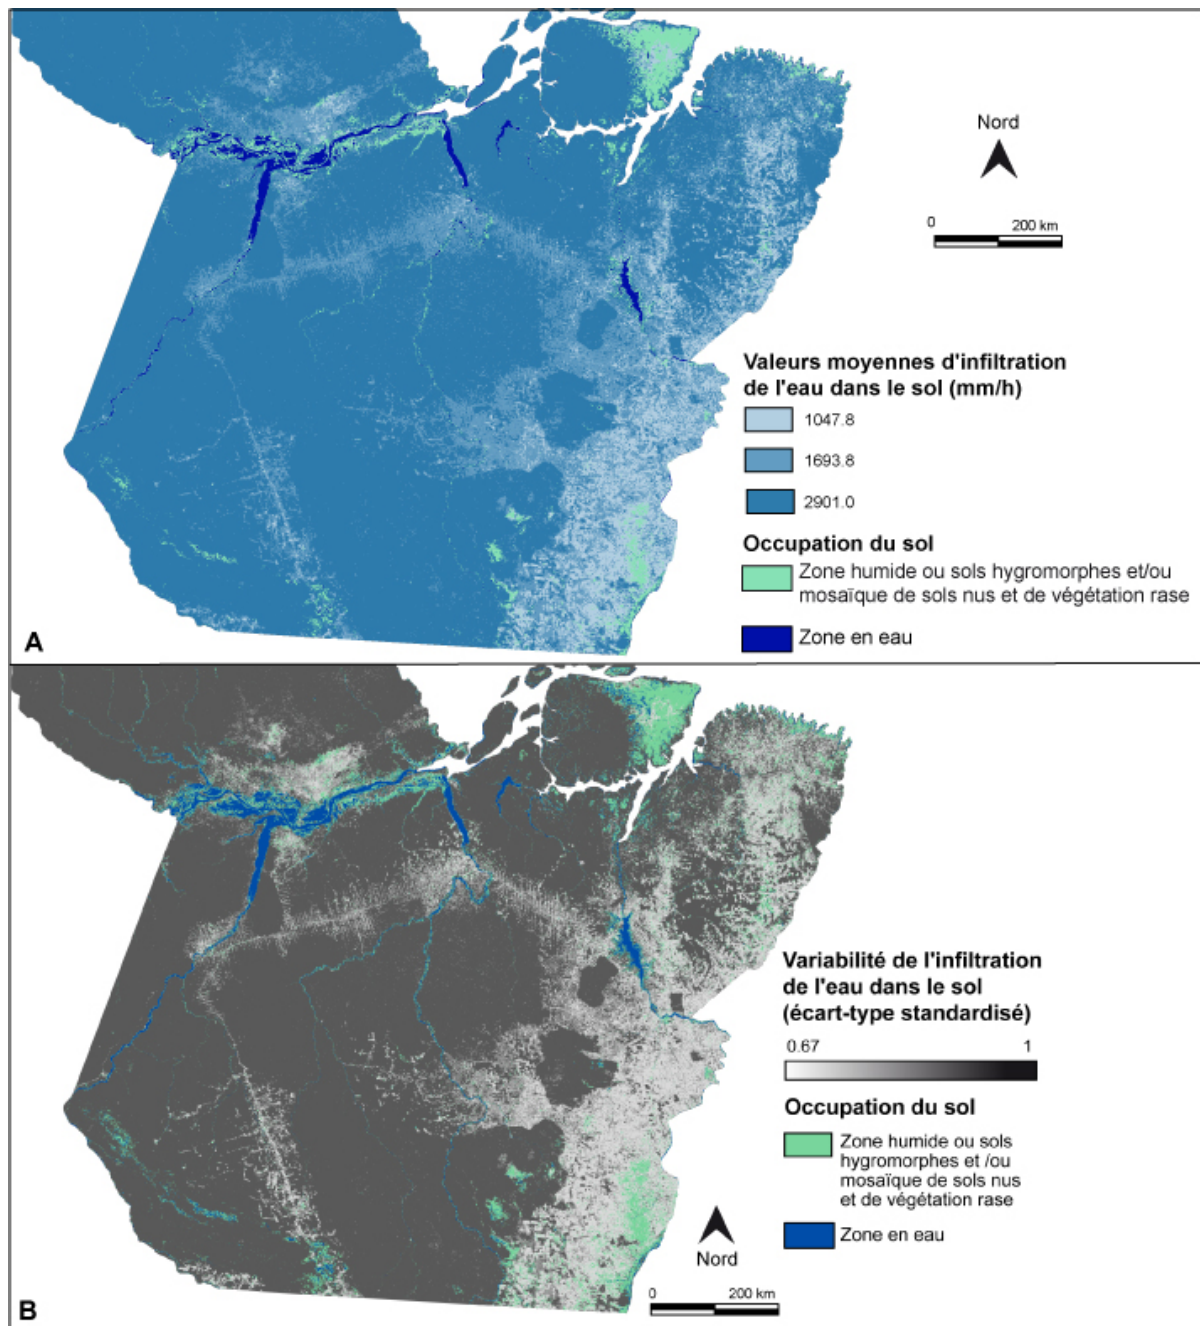 Nord
0
200 km
Valeurs moyennes d'infiltration
de l'eau dans le sol (mm/h)
1047.8
1693.8
2901.0
Occupation du sol
Zone humide ou sols hygromorphes et/ou
mosaïque de sols nus et de végétation rase
Zone en eau
A
Variabilité de l'infiltration
de l'eau dans le sol
(écart-type standardisé)
0.67
1
Occupation du sol
Zone humide ou sols
hygromorphes et /ou
mosaïque de sols nus
et de végétation rase
Zone en eau
Nord
0
200 km
B